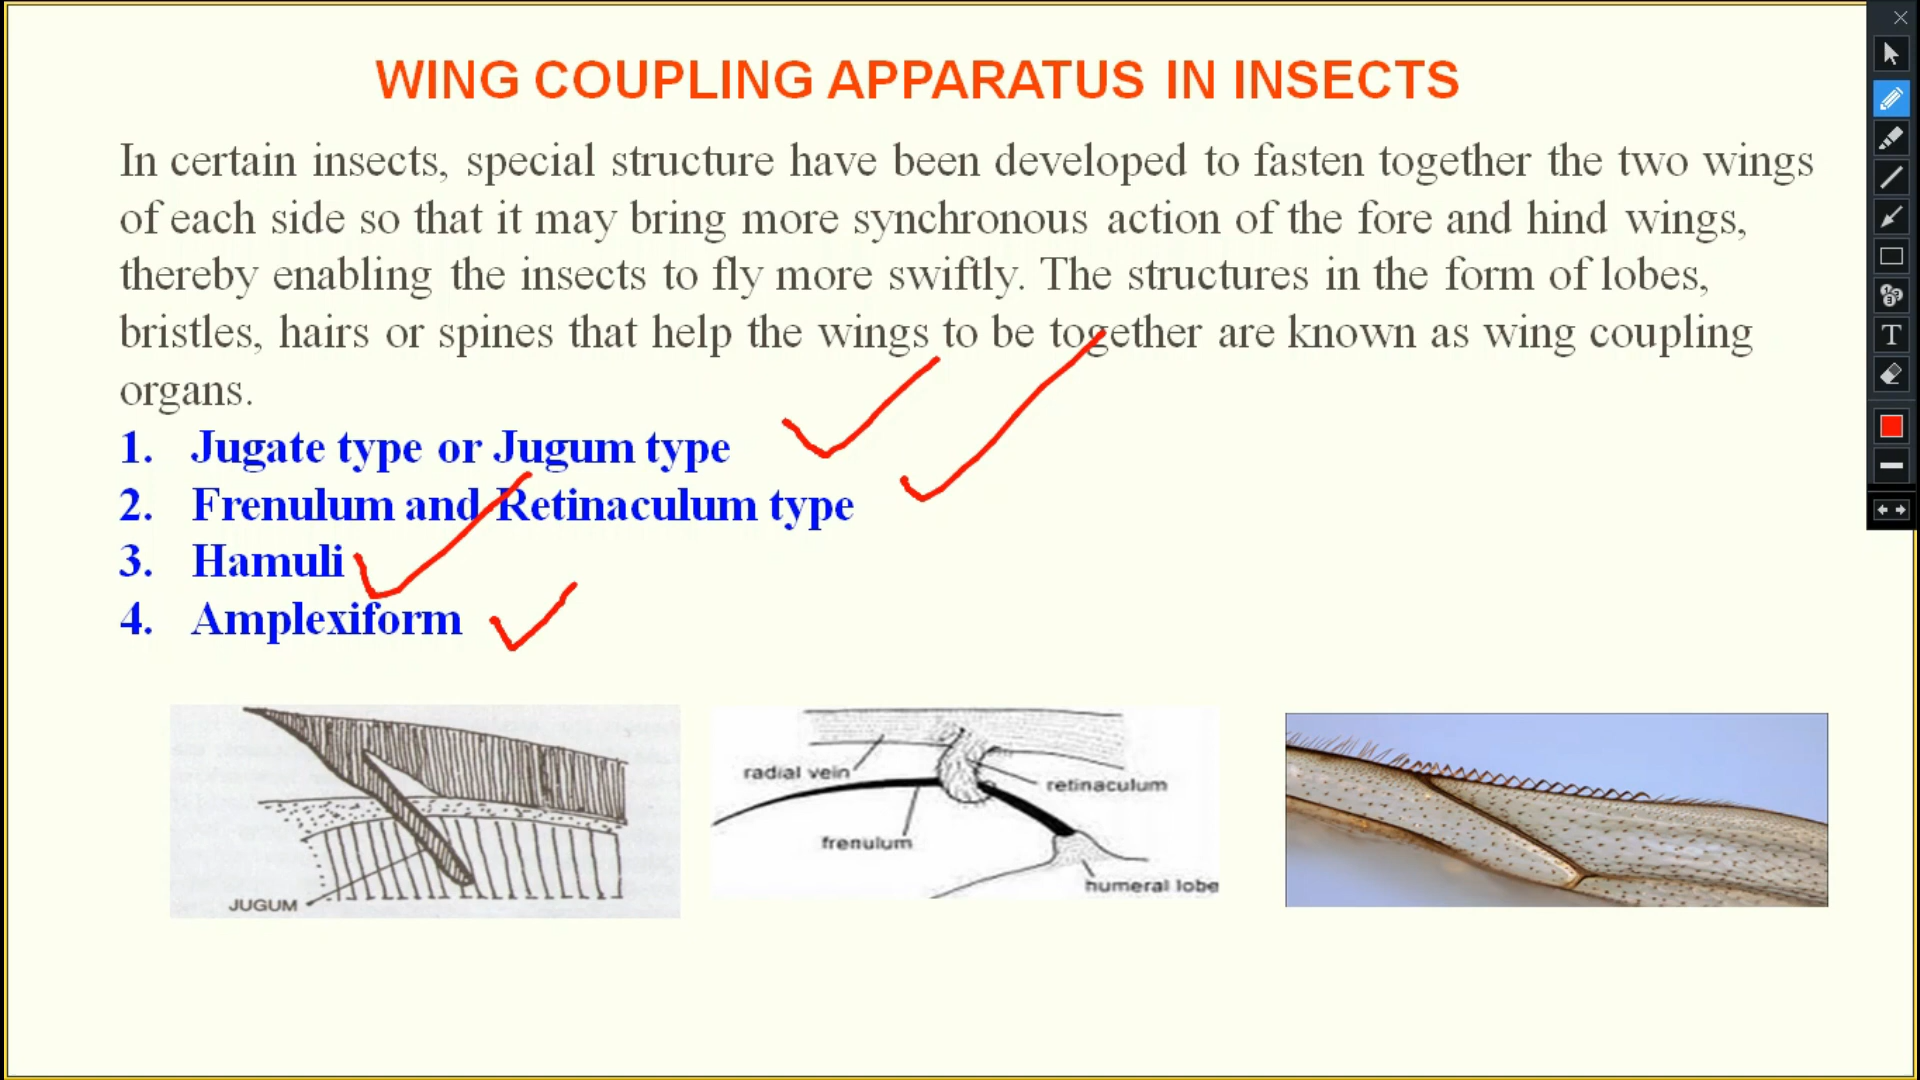 WING COUPLING APPARATUS IN INSECTS
In certain insects, special structure have been developed to fasten together the two wings
of each side so that it may bring more synchronous action of the fore and hind wings,
thereby enabling the insects to fly more swiftly. The structures in the form of lobes,
bristles, hairs or spines that help the wings to be together are known as wing coupling
organs.
1. Jugate type or Jugum type
2. Frenulum and Retinaculum type
3. Hamuli
4. Amplexiform
JUGUM
radial vein
retinaculum
frenulum
humeral lobe
T